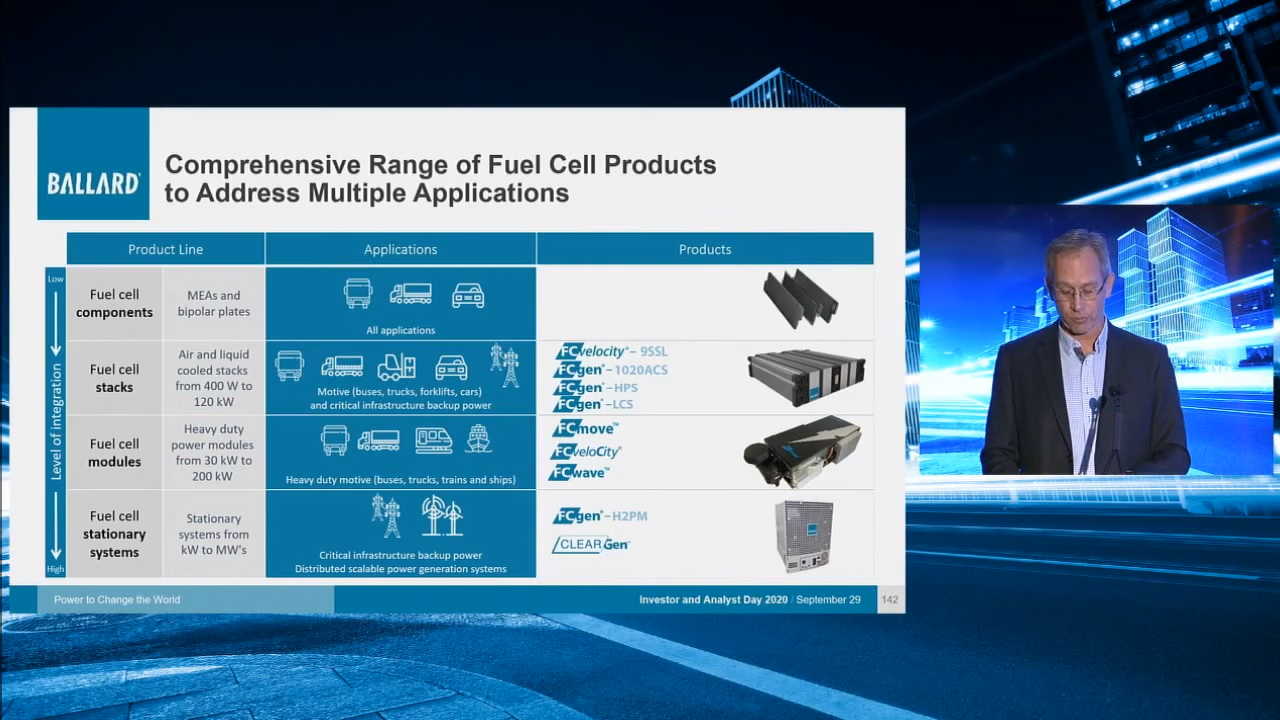 BALLARD
Comprehensive Range of Fuel Cell Products
to Address Multiple Applications
Product Line
Applications
Products
Low
Level of integration
High
Fuel cell
components
MEAs and
bipolar plates
All applications
Fuel cell
stacks
Air and liquid
cooled stacks
from 400 W to
120 kW
Motive (buses, trucks, forklifts, cars)
and critical infrastructure backup power
FCvelocity®– 9SSL
FCgen®–1020ACS
FCgen®–HPS
FCgen®–LCS
Fuel cell
modules
Heavy duty
power modules
from 30 kW to
200 kW
Heavy duty motive (buses, trucks, trains and ships)
FCmove™
FCveloCity®
FCwave™
Fuel cell
stationary
systems
Stationary
systems from
kW to MW's
Critical infrastructure backup power
Distributed scalable power generation systems
FCgen®–H2PM
CLEARgen™
Power to Change the World
Investor and Analyst Day 2020 / September 29
142